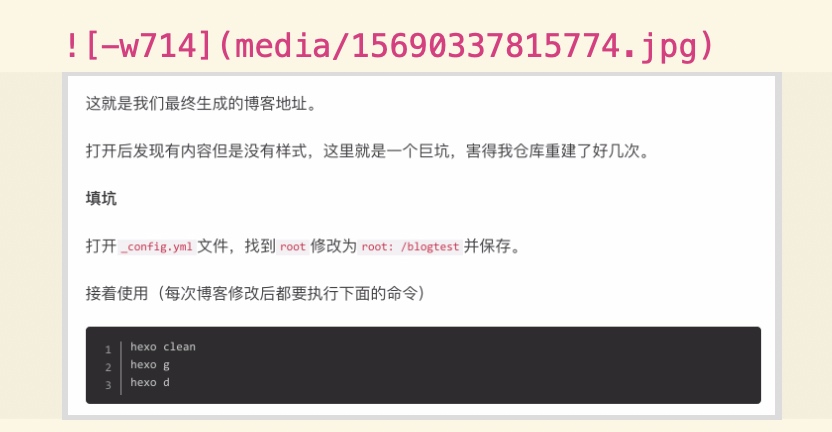 ![-w714](media/15690337815774.jpg)
这就是我们最终生成的博客地址。
打开后发现有内容但是没有样式，这里就是一个巨坑，害得我仓库重建了好几次。
填坑
打开 _config.yml 文件，找到 root 修改为 root: /blogtest 并保存。
接着使用（每次博客修改后都要执行下面的命令）
1 hexo clean
2 hexo g
3 hexo d